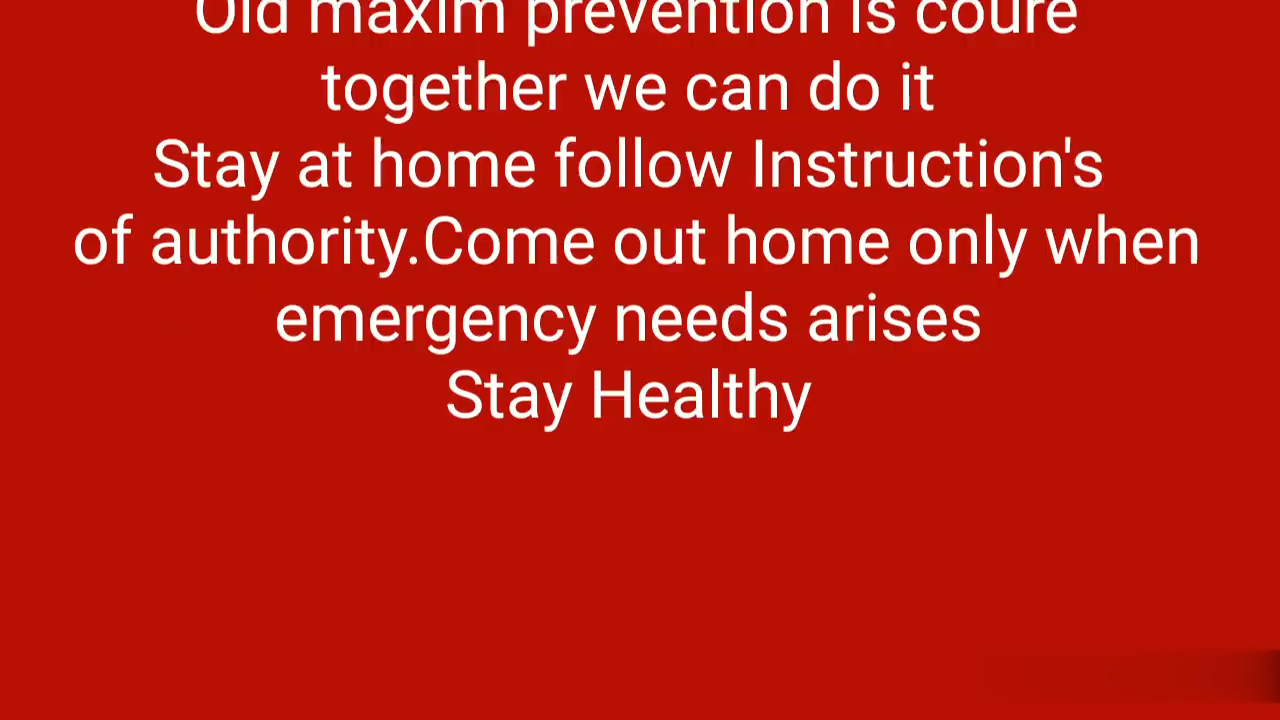 Old maxim prevention is coure
together we can do it
Stay at home follow Instruction's
of authority.Come out home only when
emergency needs arises
Stay Healthy